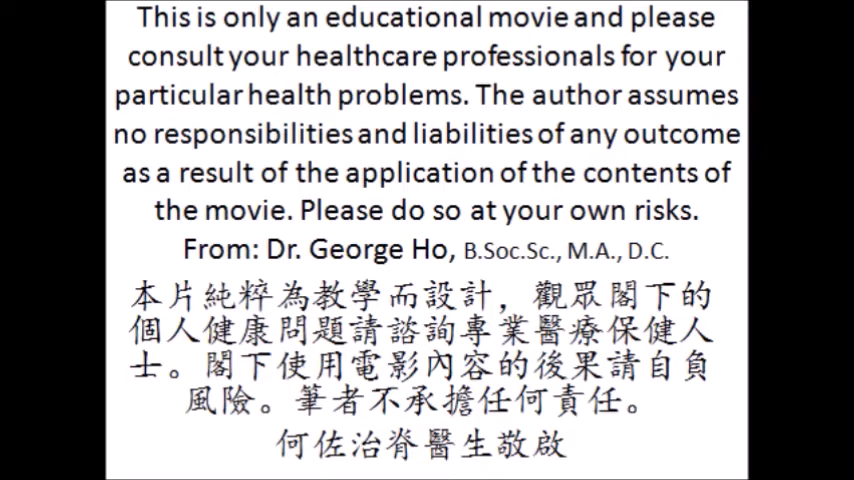 This is only an educational movie and please
consult your healthcare professionals for your
particular health problems. The author assumes
no responsibilities and liabilities of any outcome
as a result of the application of the contents of
the movie. Please do so at your own risks.
From: Dr. George Ho, B.Soc.Sc., M.A., D.C.
本片純粹為教學而設計，觀眾閣下的
個人健康問題請諮詢專業醫療保健人
士。閣下使用電影內容的後果請自負
風險。筆者不承擔任何責任。
何佐治脊醫生敬啟